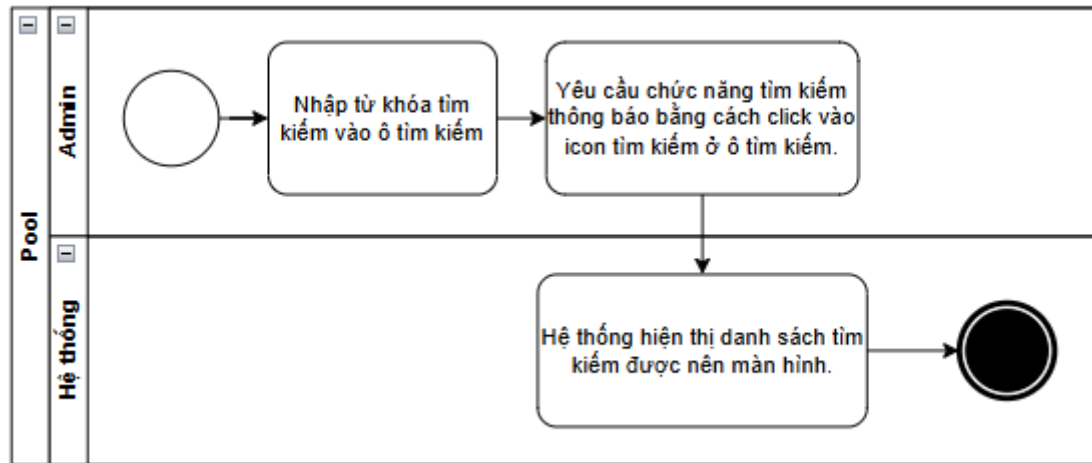 Pool
Admin
Nhập từ khóa tìm
kiếm vào ô tìm kiếm
Yêu cầu chức năng tìm kiếm
thông báo bằng cách click vào
icon tìm kiếm ở ô tìm kiếm.
Hệ thống
Hệ thống hiện thị danh sách tìm
kiếm được nên màn hình.